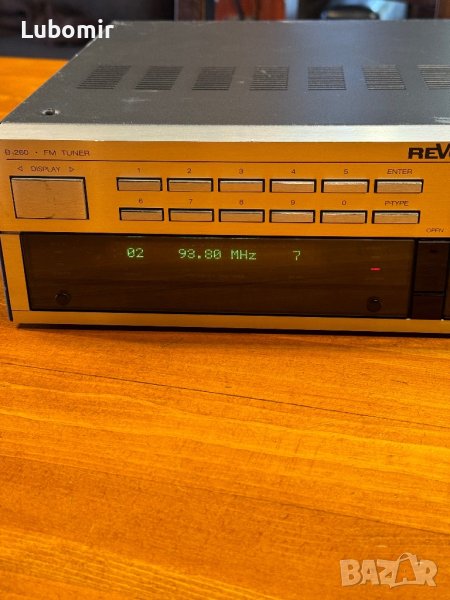 Lubomir
B-260 • FM TUNER
REV
◁ DISPLAY ▷
1 2 3 4 5 ENTER
6 7 8 9 0 P-TYPE
OPEN
02 93.80 MHz 7
BAZAR